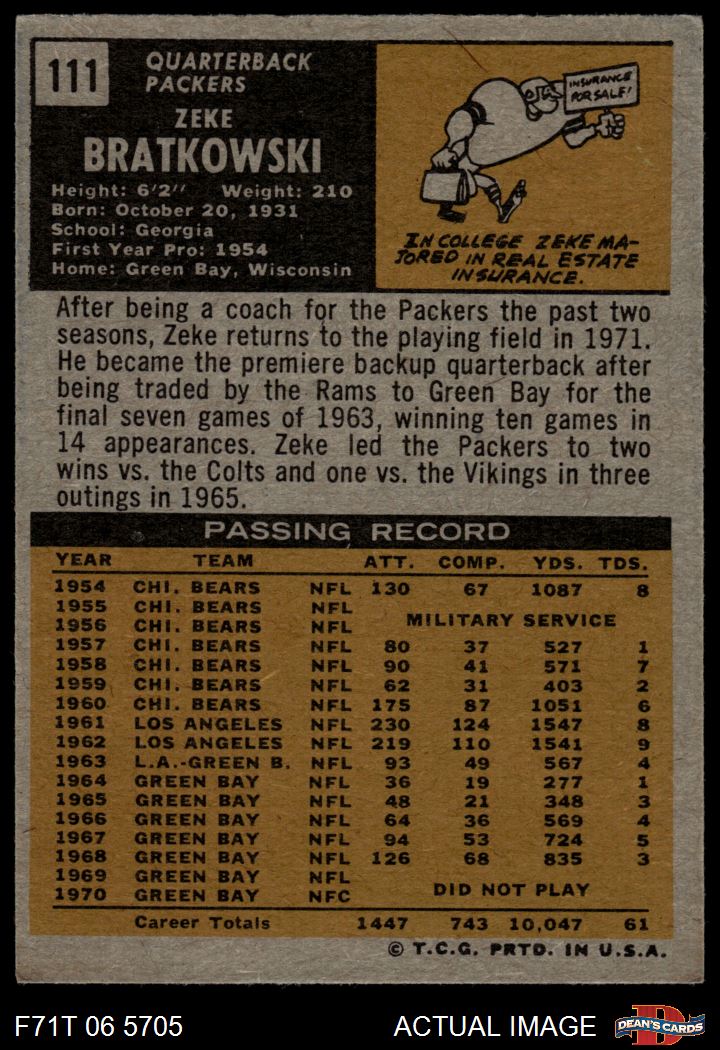 111
QUARTERBACK
PACKERS
ZEKE
BRATKOWSKI
Height: 6'2" Weight: 210
Born: October 20, 1931
School: Georgia
First Year Pro: 1954
Home: Green Bay, Wisconsin
INSURANCE
FOR SALE!
IN COLLEGE ZEKE MA-
JORED IN REAL ESTATE
INSURANCE.
After being a coach for the Packers the past two
seasons, Zeke returns to the playing field in 1971.
He became the premiere backup quarterback after
being traded by the Rams to Green Bay for the
final seven games of 1963, winning ten games in
14 appearances. Zeke led the Packers to two
wins vs. the Colts and one vs. the Vikings in three
outings in 1965.
PASSING RECORD
YEAR TEAM ATT. COMP. YDS. TDS.
1954 CHI. BEARS NFL 130 67 1087 8
1955 CHI. BEARS NFL
1956 CHI. BEARS NFL MILITARY SERVICE
1957 CHI. BEARS NFL 80 37 527 1
1958 CHI. BEARS NFL 90 41 571 7
1959 CHI. BEARS NFL 62 31 403 2
1960 CHI. BEARS NFL 175 87 1051 6
1961 LOS ANGELES NFL 230 124 1547 8
1962 LOS ANGELES NFL 219 110 1541 9
1963 L.A.-GREEN B. NFL 93 49 567 4
1964 GREEN BAY NFL 36 19 277 1
1965 GREEN BAY NFL 48 21 348 3
1966 GREEN BAY NFL 64 36 569 4
1967 GREEN BAY NFL 94 53 724 5
1968 GREEN BAY NFL 126 68 835 3
1969 GREEN BAY NFL
1970 GREEN BAY NFC DID NOT PLAY
Career Totals 1447 743 10,047 61
© T.C.G. PRTD. IN U.S.A.
F71T 06 5705 ACTUAL IMAGE DEAN'S CARDS